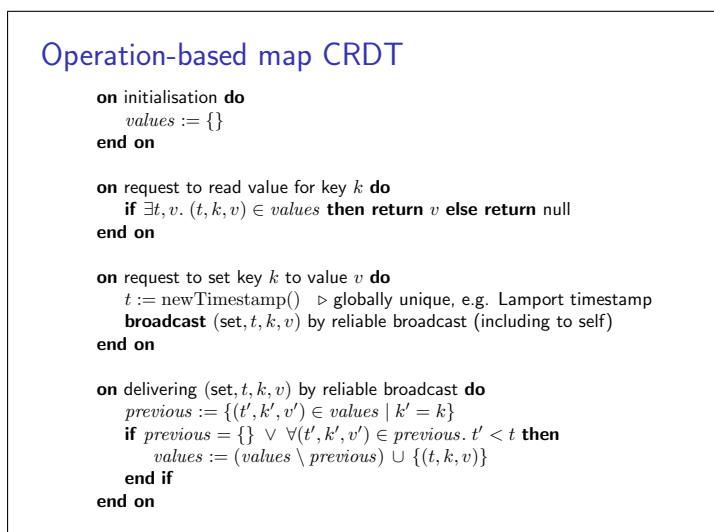 Operation-based map CRDT
on initialisation do
values := {}
end on
on request to read value for key k do
if ∃t, v. (t, k, v) ∈ values then return v else return null
end on
on request to set key k to value v do
t := newTimestamp() ▷ globally unique, e.g. Lamport timestamp
broadcast (set, t, k, v) by reliable broadcast (including to self)
end on
on delivering (set, t, k, v) by reliable broadcast do
previous := {(t′, k′, v′) ∈ values | k′ = k}
if previous = {} ∨ ∀(t′, k′, v′) ∈ previous. t′ < t then
values := (values \ previous) ∪ {(t, k, v)}
end if
end on